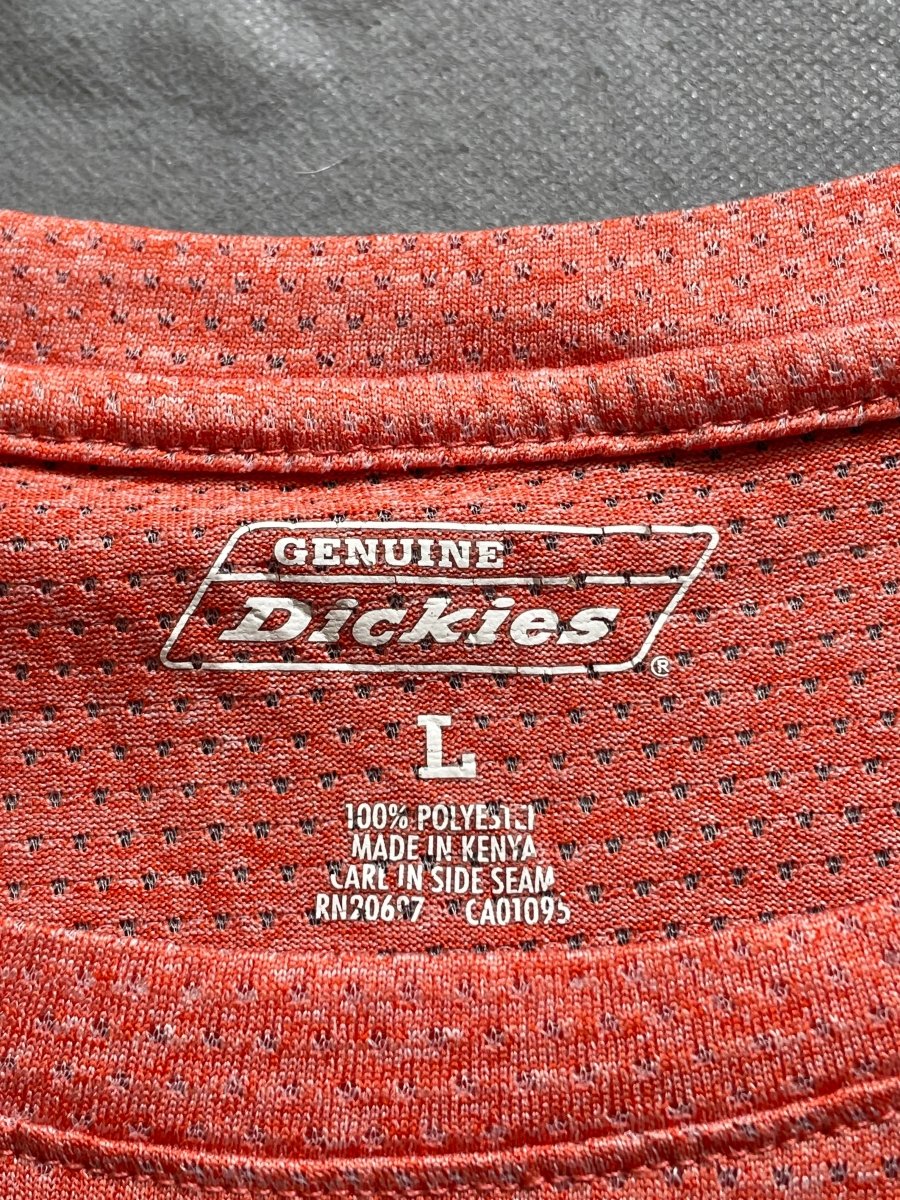 GENUINE
Dickies®
L
100% POLYESTER
MADE IN KENYA
CARE IN SIDE SEAM
RN20697 CA01095